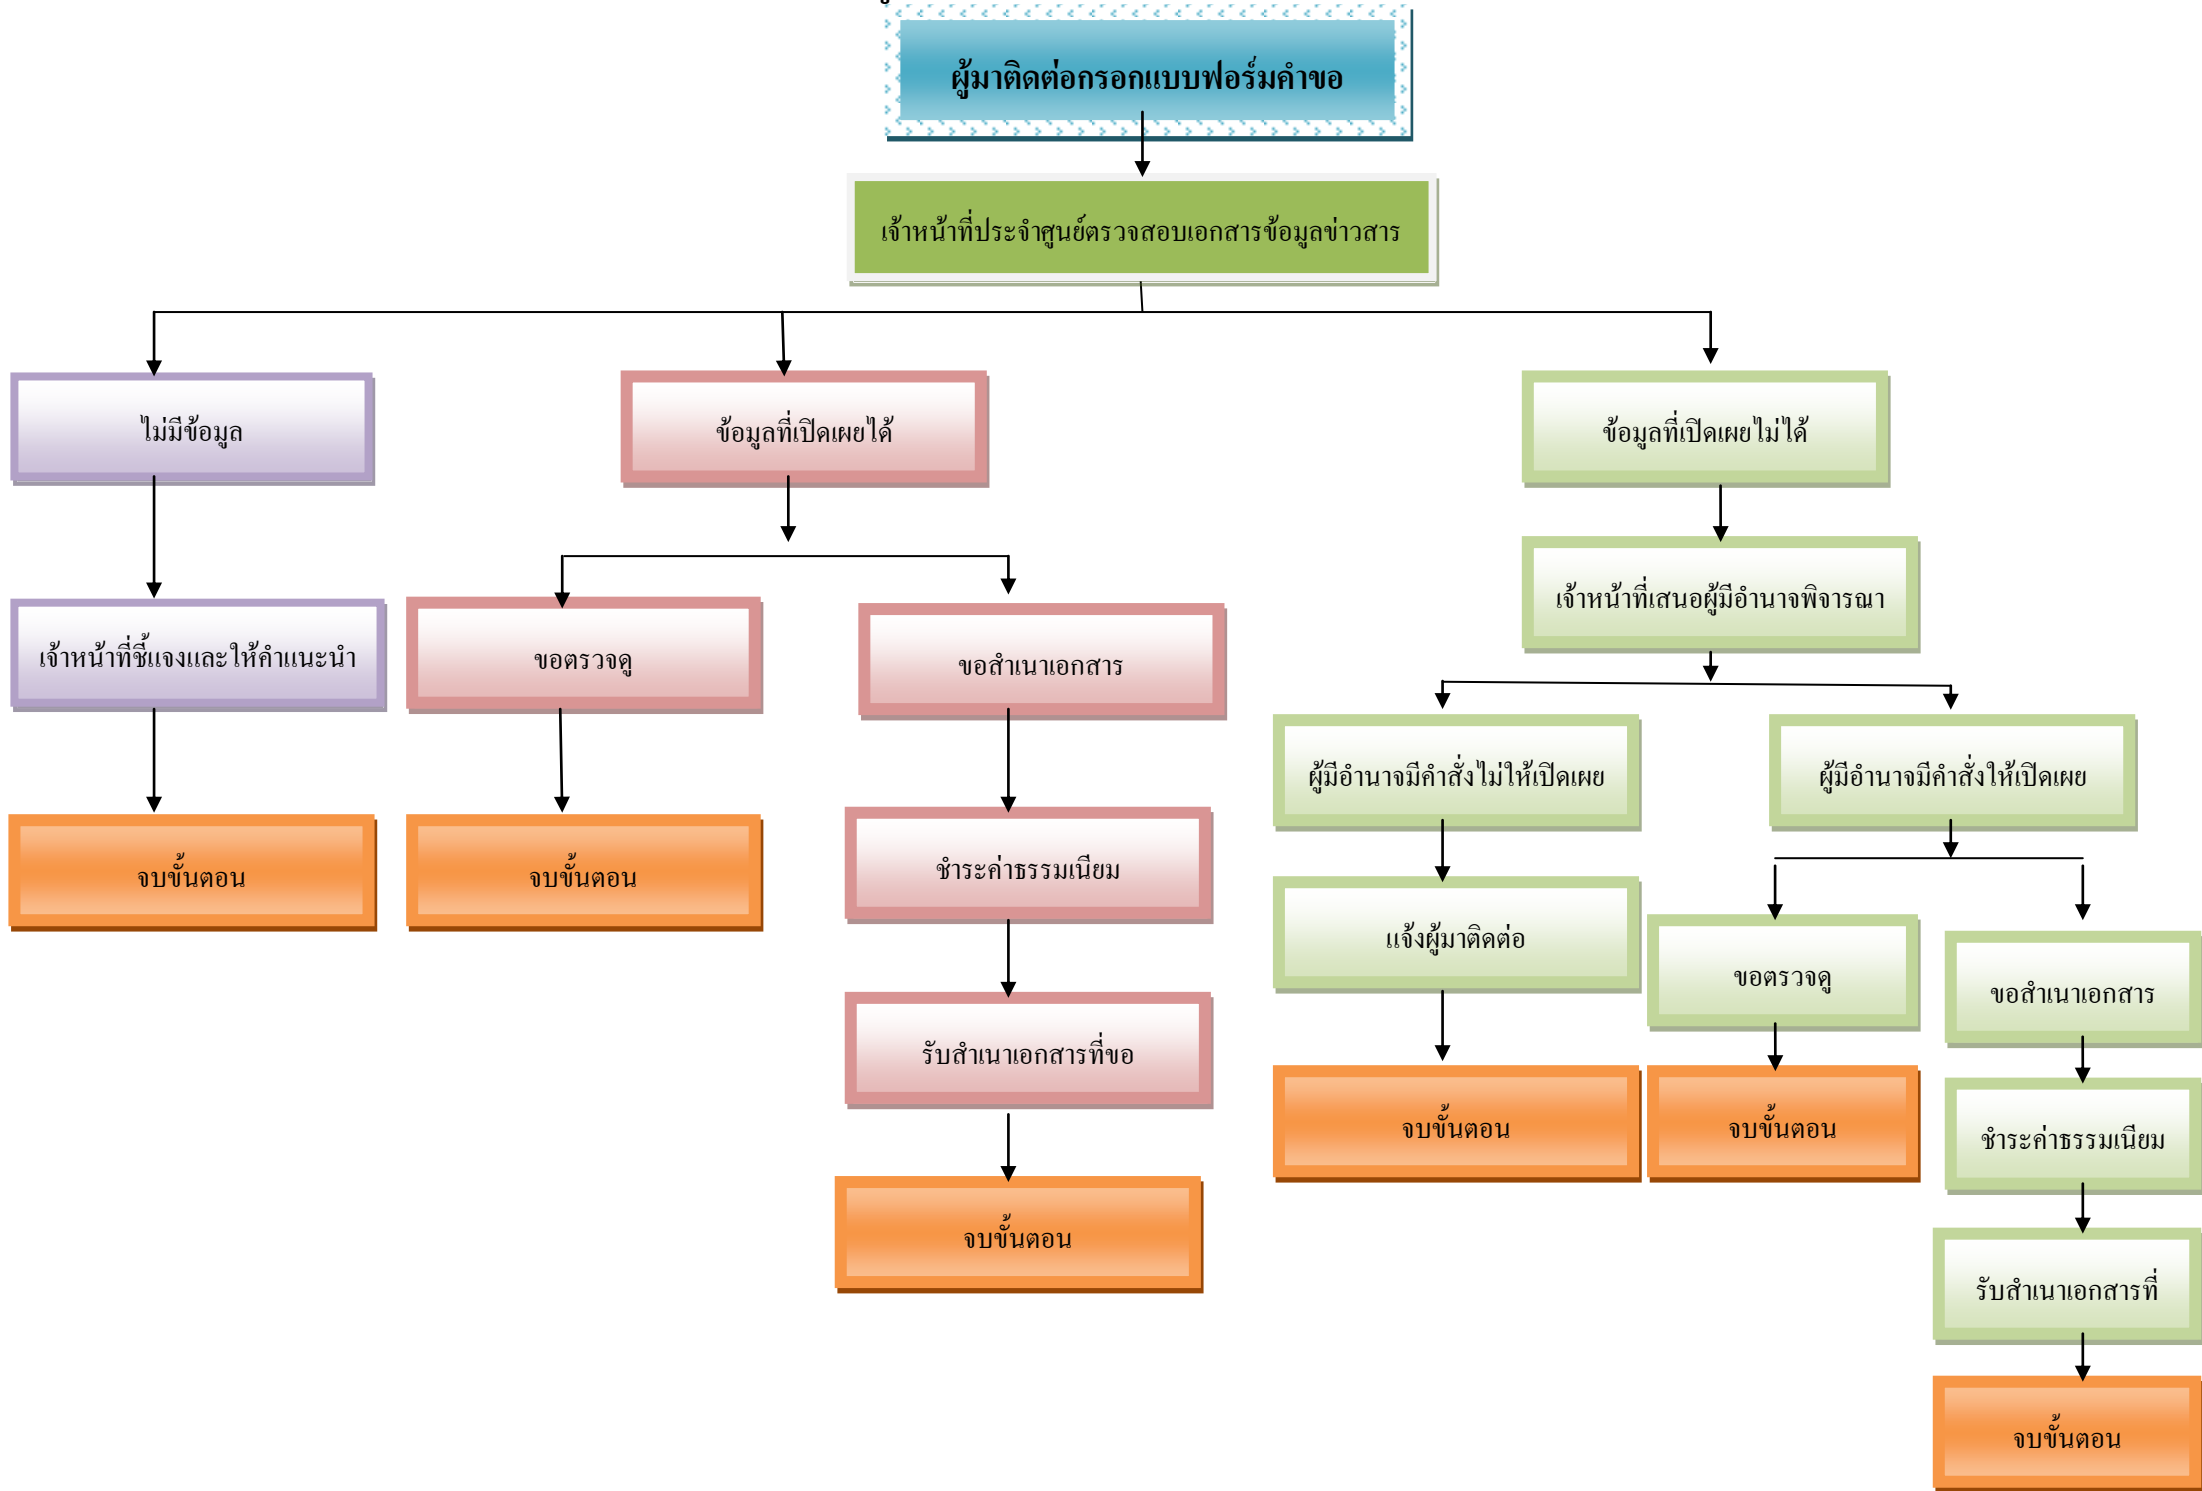 ผู้มาติดต่อกรอกแบบฟอร์มคำขอ
เจ้าหน้าที่ประจำศูนย์ตรวจสอบเอกสารข้อมูลข่าวสาร
ไม่มีข้อมูล
ข้อมูลที่เปิดเผยได้
ข้อมูลที่เปิดเผยไม่ได้
เจ้าหน้าที่เสนอผู้มีอำนาจพิจารณา
เจ้าหน้าที่ชี้แจงและให้คำแนะนำ
ขอตรวจดู
ขอสำเนาเอกสาร
ผู้มีอำนาจมีคำสั่งไม่ให้เปิดเผย
ผู้มีอำนาจมีคำสั่งให้เปิดเผย
จบขั้นตอน
จบขั้นตอน
ชำระค่าธรรมเนียม
แจ้งผู้มาติดต่อ
ขอตรวจดู
ขอสำเนาเอกสาร
รับสำเนาเอกสารที่ขอ
จบขั้นตอน
จบขั้นตอน
ชำระค่าธรรมเนียม
จบขั้นตอน
รับสำเนาเอกสารที่
จบขั้นตอน